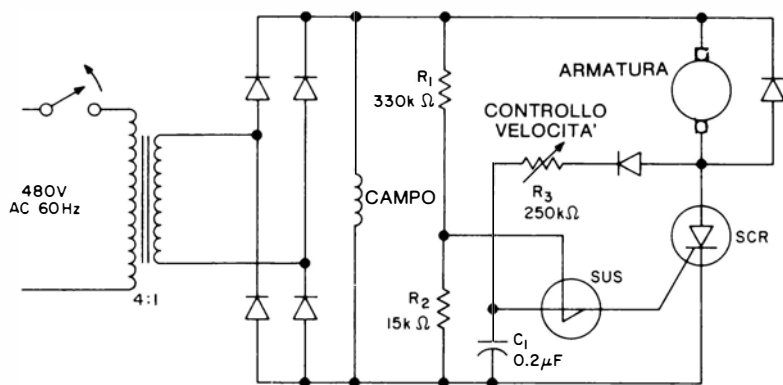 480V
AC 60Hz
4:1
CAMPO
R₁
330k Ω
R₂
15k Ω
CONTROLLO
VELOCITA'
R₃
250kΩ
C₁
0.2µF
SUS
ARMATURA
SCR